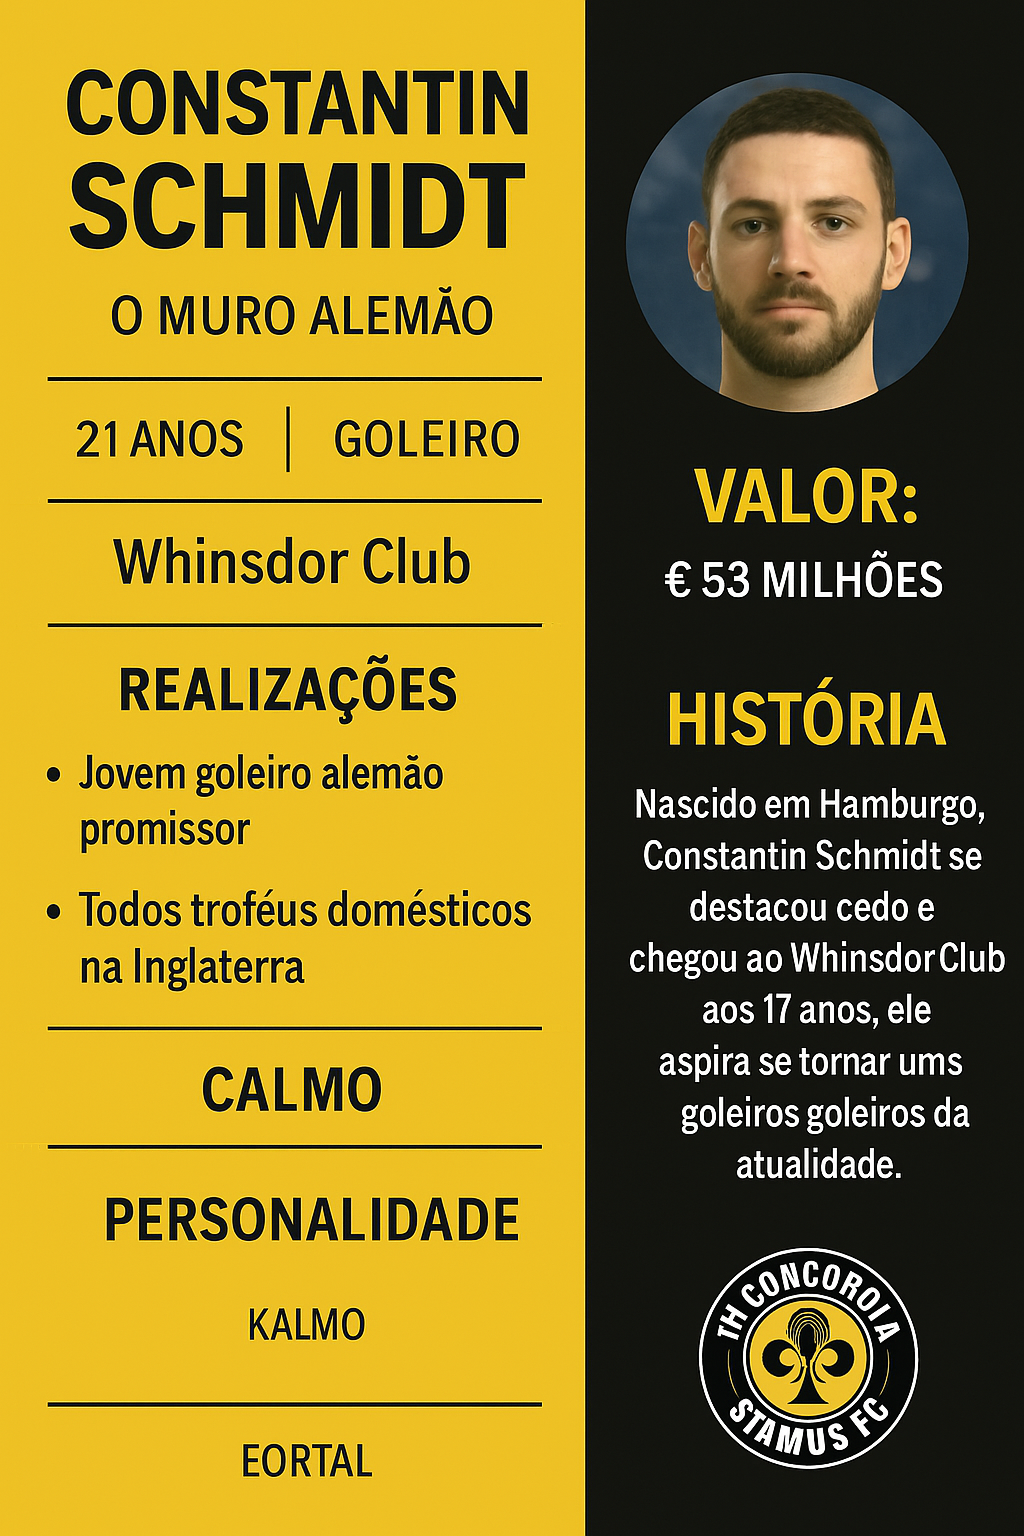 CONSTANTIN
SCHMIDT
O MURO ALEMÃO
21 ANOS | GOLEIRO
Whinsdor Club
REALIZAÇÕES
• Jovem goleiro alemão
promissor
• Todos troféus domésticos
na Inglaterra
CALMO
PERSONALIDADE
KALMO
EORTAL
VALOR:
€ 53 MILHÕES
HISTÓRIA
Nascido em Hamburgo,
Constantin Schmidt se
destacou cedo e
chegou ao Whinsdor Club
aos 17 anos, ele
aspira se tornar ums
goleiros goleiros da
atualidade.
TH CONCOROIA
STAMUS FC